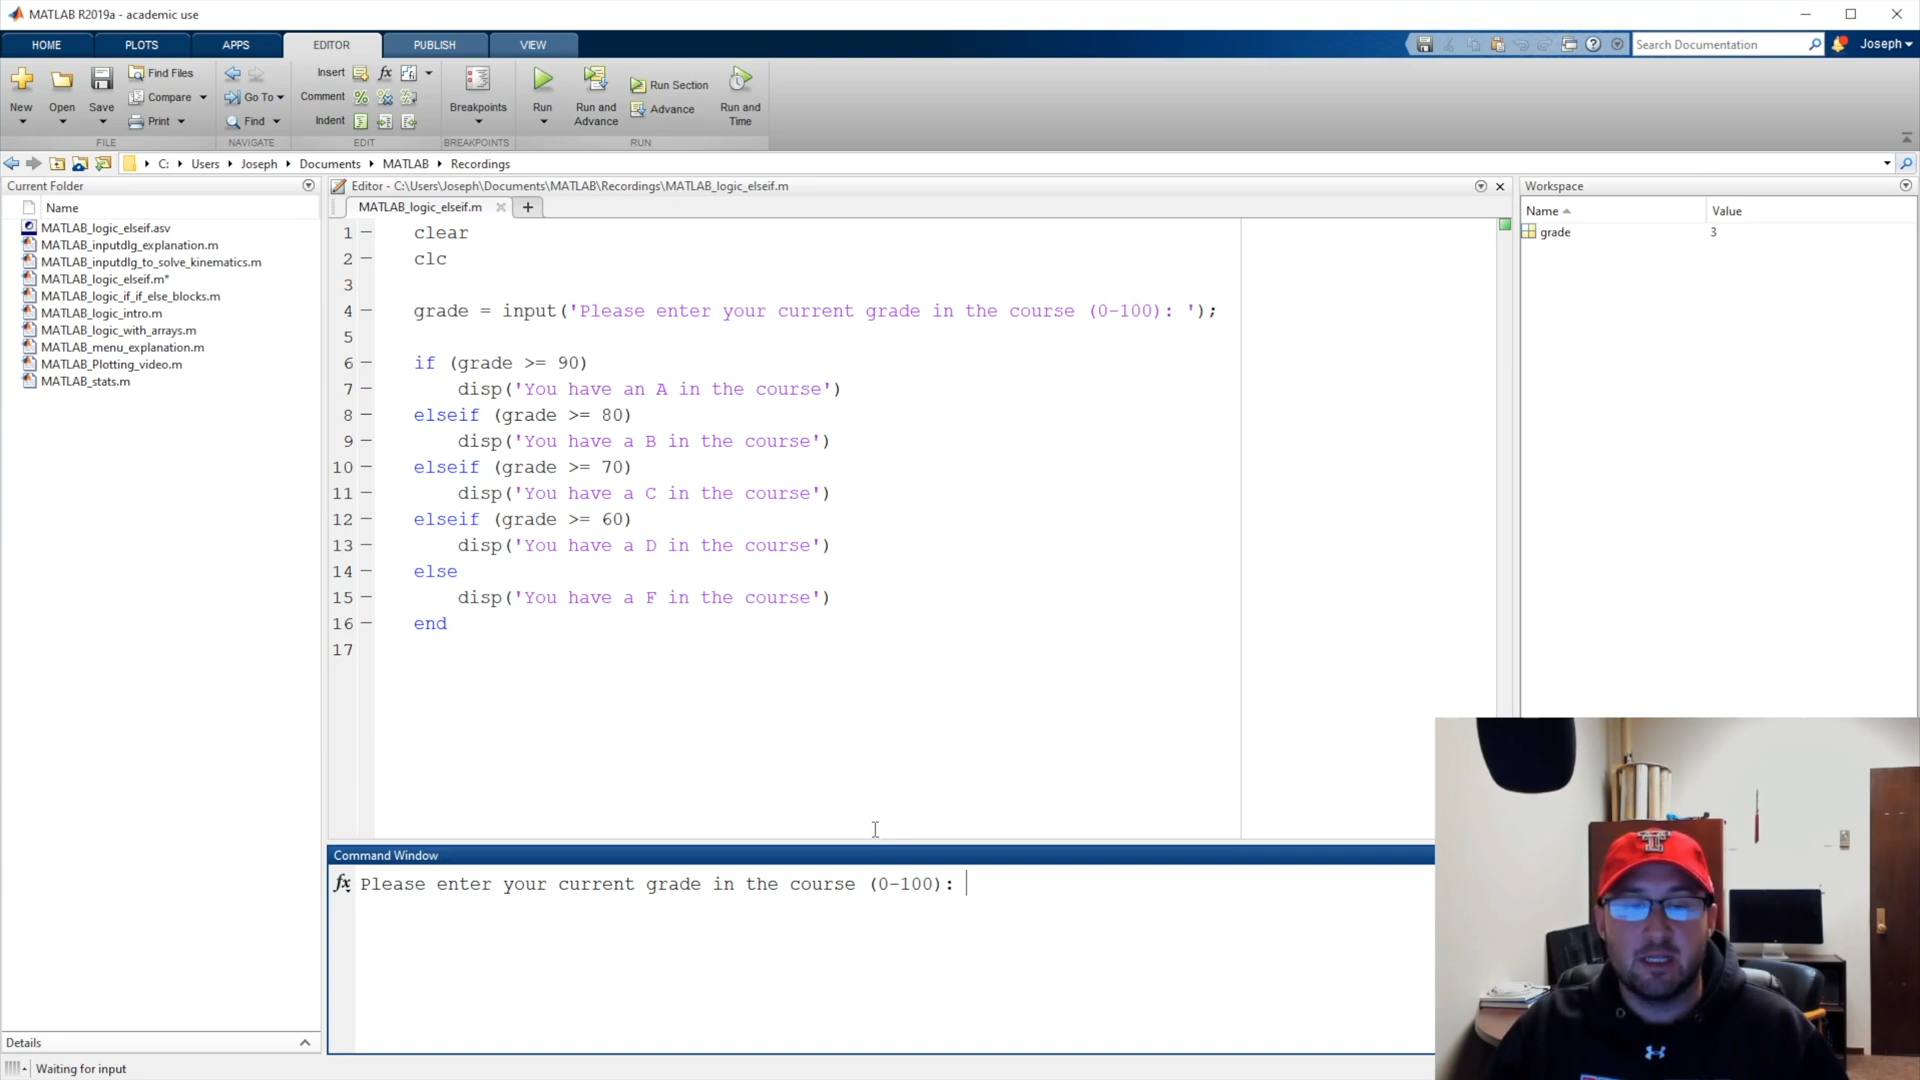 MATLAB R2019a - academic use
HOME PLOTS APPS EDITOR PUBLISH VIEW
Search Documentation Joseph
New Open Save Find Files Compare Print
Go To Find
Insert Comment Indent
fx
Breakpoints
Run Run and Advance Run Section Advance Run and Time
FILE NAVIGATE EDIT BREAKPOINTS RUN
C: Users Joseph Documents MATLAB Recordings
Current Folder
Name
MATLAB_logic_elseif.asv
MATLAB_inputdlg_explanation.m
MATLAB_inputdlg_to_solve_kinematics.m
MATLAB_logic_elseif.m*
MATLAB_logic_if_if_else_blocks.m
MATLAB_logic_intro.m
MATLAB_logic_with_arrays.m
MATLAB_menu_explanation.m
MATLAB_Plotting_video.m
MATLAB_stats.m
Details
Waiting for input
Editor - C:\Users\Joseph\Documents\MATLAB\Recordings\MATLAB_logic_elseif.m
MATLAB_logic_elseif.m
1 clear
2 clc
3
4 grade = input('Please enter your current grade in the course (0-100): ');
5
6 if (grade >= 90)
7 disp('You have an A in the course')
8 elseif (grade >= 80)
9 disp('You have a B in the course')
10 elseif (grade >= 70)
11 disp('You have a C in the course')
12 elseif (grade >= 60)
13 disp('You have a D in the course')
14 else
15 disp('You have a F in the course')
16 end
17
Command Window
fx Please enter your current grade in the course (0-100):
Workspace
Name Value
grade 3